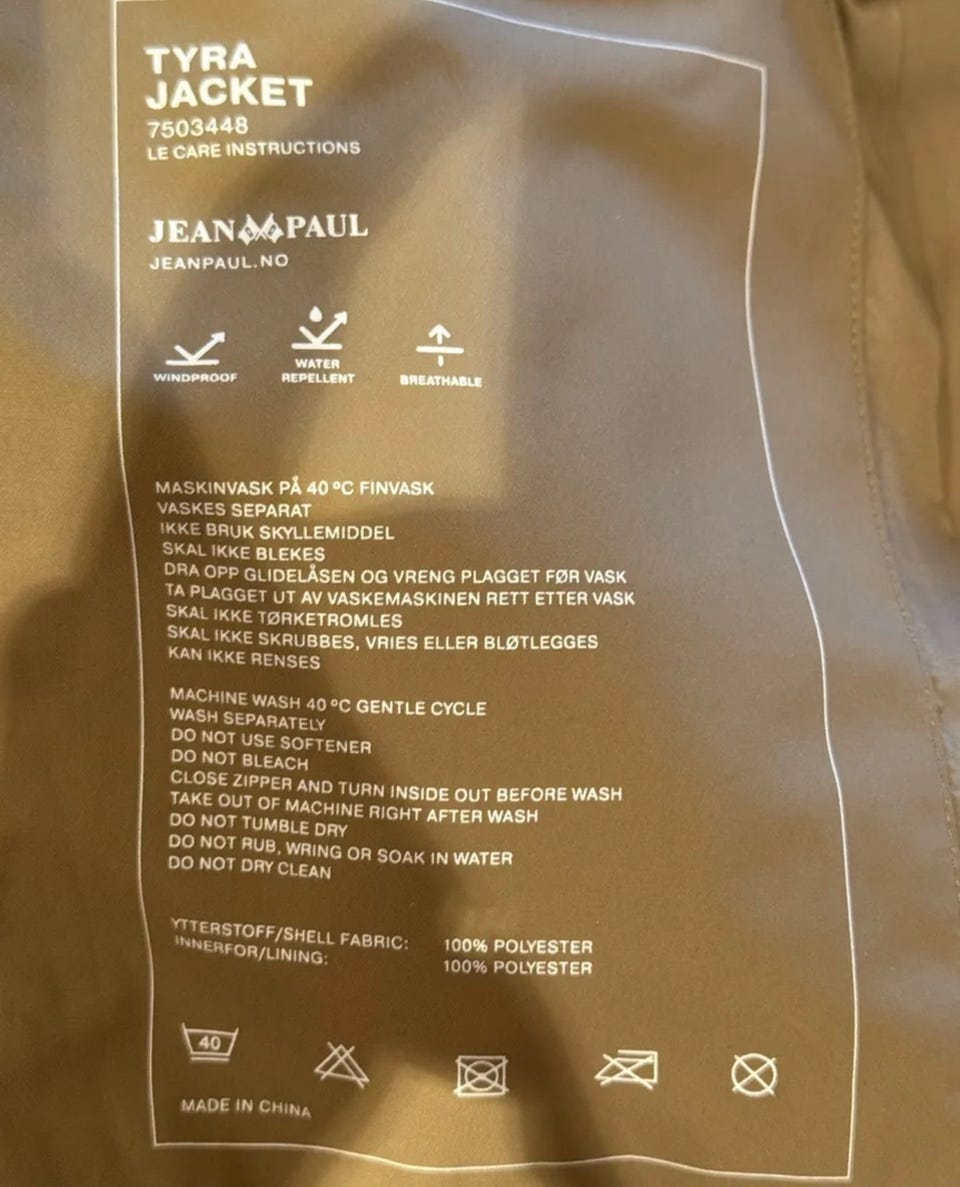 TYRA
JACKET
7503448
LE CARE INSTRUCTIONS
JEAN PAUL
JEANPAUL.NO
WINDPROOF
WATER
REPELLENT
BREATHABLE
MASKINVASK PÅ 40 ºC FINVASK
VASKES SEPARAT
IKKE BRUK SKYLLEMIDDEL
SKAL IKKE BLEKES
DRA OPP GLIDELÅSEN OG VRENG PLAGGET FØR VASK
TA PLAGGET UT AV VASKEMASKINEN RETT ETTER VASK
SKAL IKKE TØRKETROMLES
SKAL IKKE SKRUBBES, VRIES ELLER BLØTLEGGES
KAN IKKE RENSES
MACHINE WASH 40 ºC GENTLE CYCLE
WASH SEPARATELY
DO NOT USE SOFTENER
DO NOT BLEACH
CLOSE ZIPPER AND TURN INSIDE OUT BEFORE WASH
TAKE OUT OF MACHINE RIGHT AFTER WASH
DO NOT TUMBLE DRY
DO NOT RUB, WRING OR SOAK IN WATER
DO NOT DRY CLEAN
YTTERSTOFF/SHELL FABRIC: 100% POLYESTER
INNERFOR/LINING: 100% POLYESTER
40
MADE IN CHINA